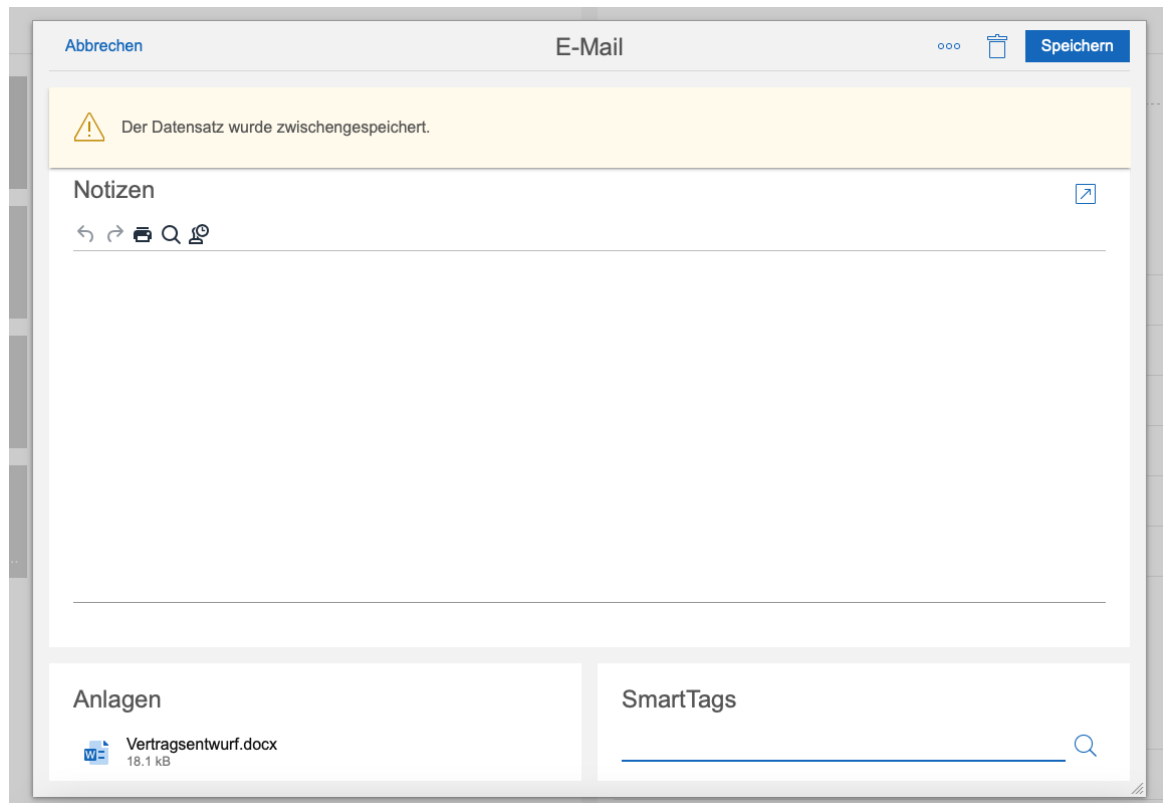 Abbrechen
E-Mail
Speichern
Der Datensatz wurde zwischengespeichert.
Notizen
Anlagen
SmartTags
Vertragsentwurf.docx
18.1 kB